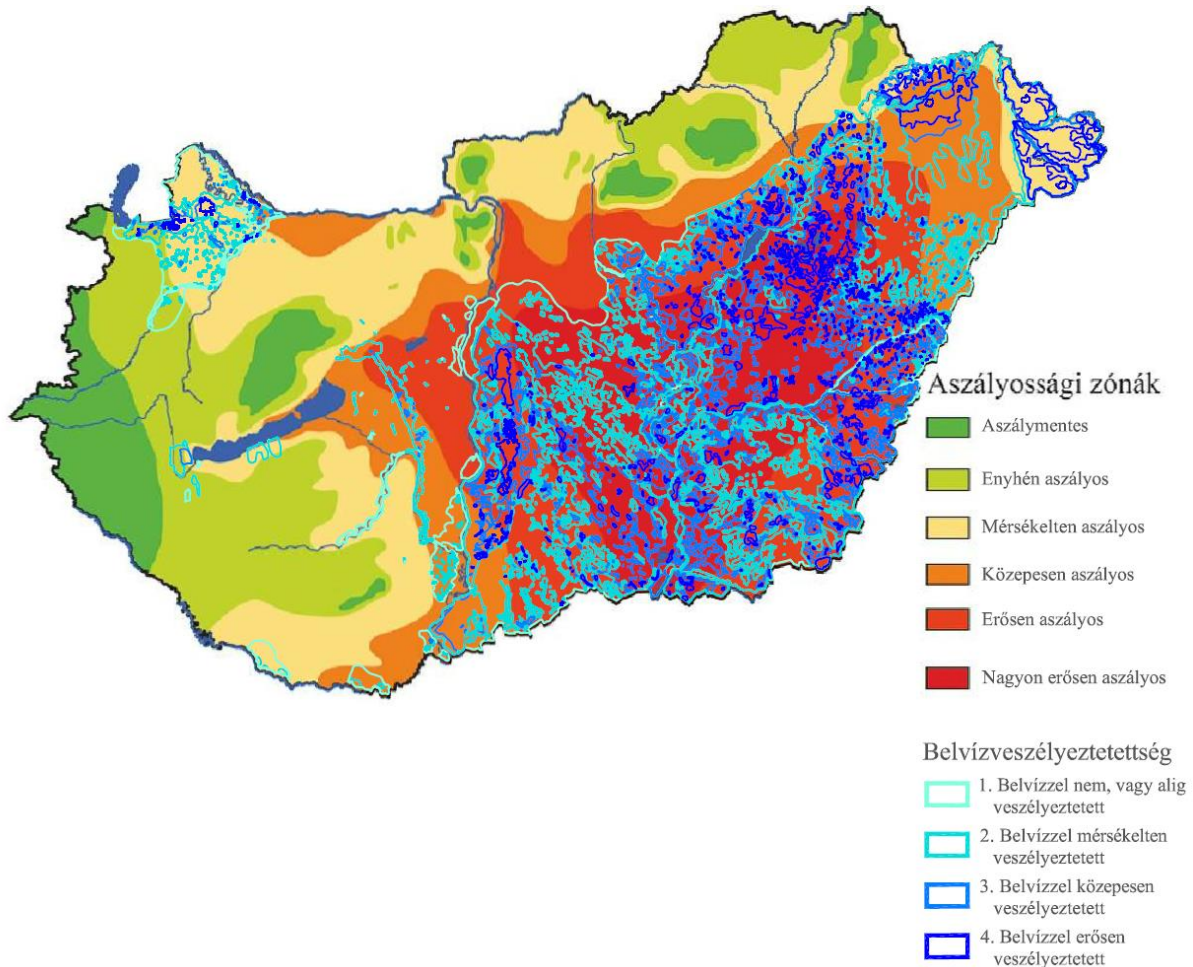 Aszályossági zónák
Aszálymentes
Enyhén aszályos
Mérsékelten aszályos
Közepesen aszályos
Erősen aszályos
Nagyon erősen aszályos
Belvízveszélyeztetettség
1. Belvízzel nem, vagy alig
veszélyeztetett
2. Belvízzel mérsékelten
veszélyeztetett
3. Belvízzel közepesen
veszélyeztetett
4. Belvízzel erősen
veszélyeztetett